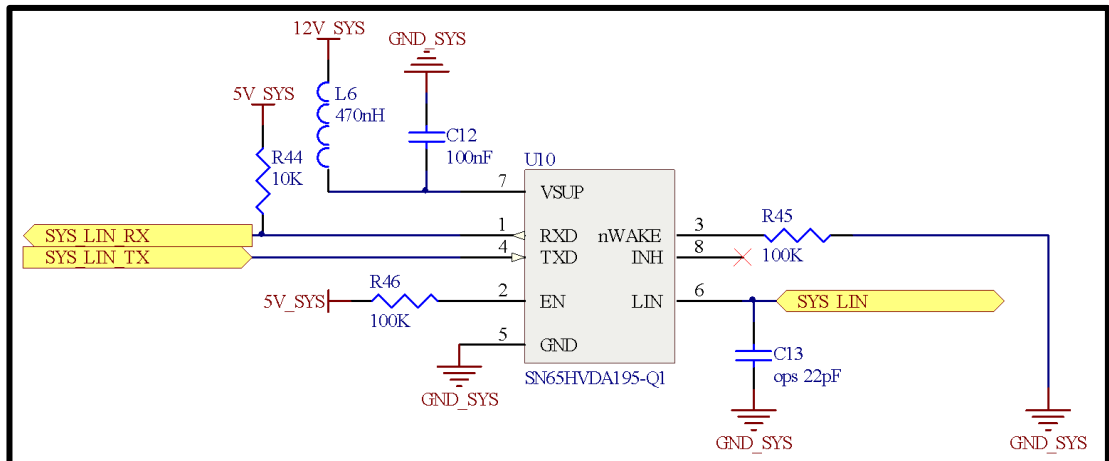 12V_SYS
GND_SYS
5V_SYS
L6
470nH
C12
100nF
R44
10K
U10
7
VSUP
SYS_LIN_RX
1
RXD
nWAKE
3
R45
100K
SYS_LIN_TX
4
TXD
INH
8
R46
100K
5V_SYS
2
EN
LIN
6
SYS_LIN
5
GND
C13
ops 22pF
SN65HVDA195-Q1
GND_SYS
GND_SYS
GND_SYS